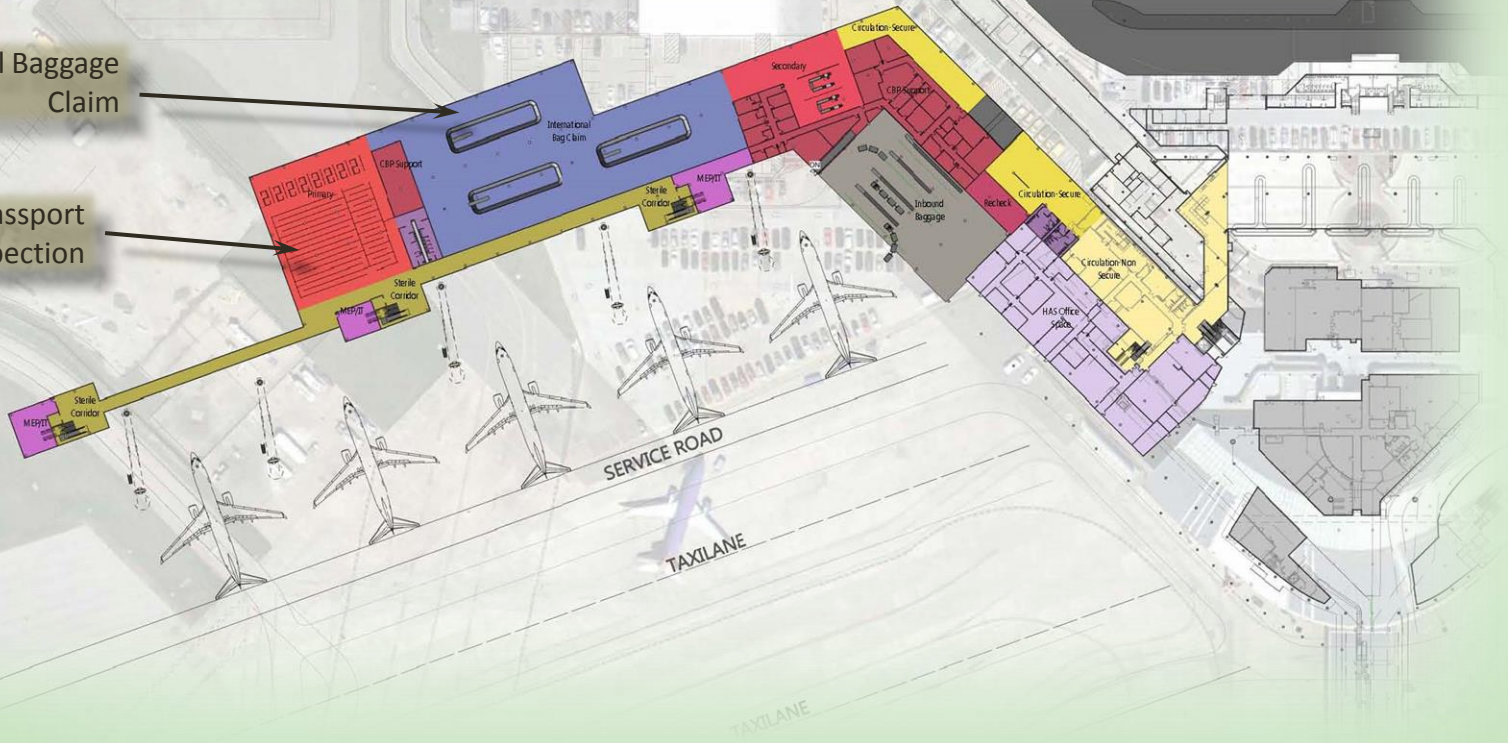 Baggage
Claim
Circulation-Secure
Secondary
CBP Support
International
Bag Claim
CBP Support
Primary
MEP/IT
Sterile
Corridor
Circulation-Secure
Recheck
Inbound
Baggage
Circulation-Non
Secure
Sterile
Corridor
MEP/IT
HAS Office
Space
Sterile
Corridor
MEP/IT
SERVICE ROAD
TAXILANE
TAXILANE